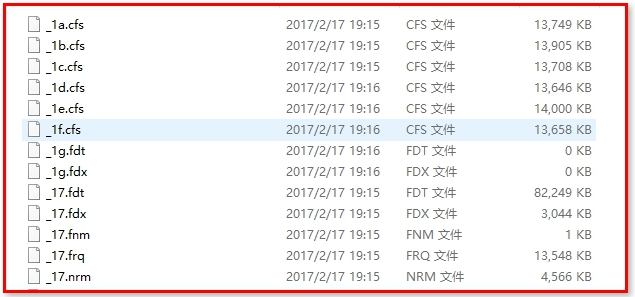 _1a.cfs 2017/2/17 19:15 CFS 文件 13,749 KB
_1b.cfs 2017/2/17 19:15 CFS 文件 13,905 KB
_1c.cfs 2017/2/17 19:15 CFS 文件 13,708 KB
_1d.cfs 2017/2/17 19:16 CFS 文件 13,646 KB
_1e.cfs 2017/2/17 19:16 CFS 文件 14,000 KB
_1f.cfs 2017/2/17 19:16 CFS 文件 13,658 KB
_1g.fdt 2017/2/17 19:16 FDT 文件 0 KB
_1g.fdx 2017/2/17 19:16 FDX 文件 0 KB
_17.fdt 2017/2/17 19:15 FDT 文件 82,249 KB
_17.fdx 2017/2/17 19:15 FDX 文件 3,044 KB
_17.fnm 2017/2/17 19:15 FNM 文件 1 KB
_17.frq 2017/2/17 19:15 FRQ 文件 13,548 KB
_17.nrm 2017/2/17 19:15 NRM 文件 4,566 KB